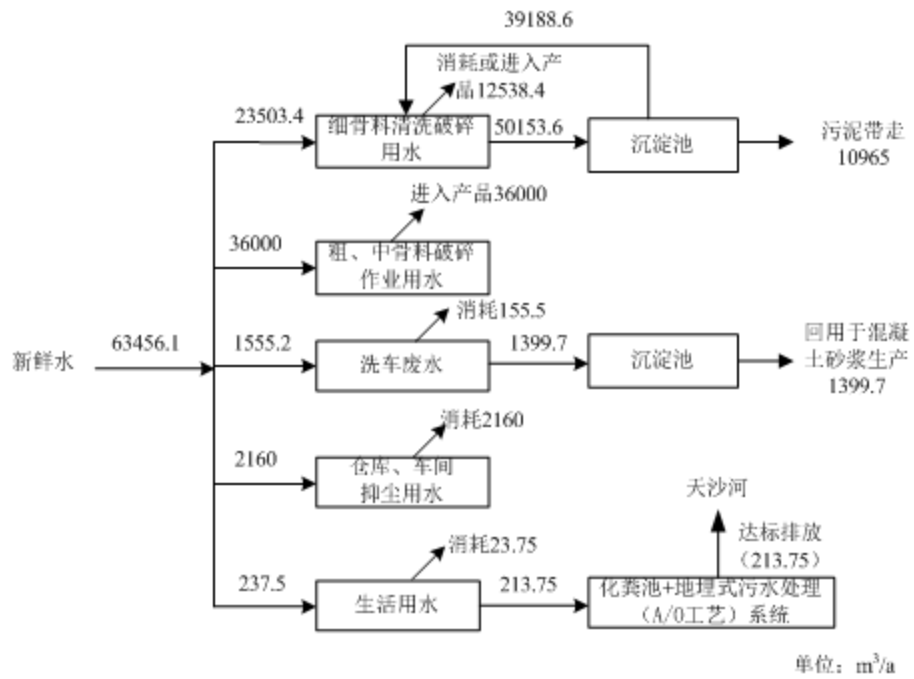 39188.6
消耗或进入产
品12538.4
23503.4
细骨料清洗破碎
用水
50153.6
沉淀池
污泥带走
10965
进入产品36000
36000
粗、中骨料破碎
作业用水
消耗155.5
新鲜水
63456.1
1555.2
洗车废水
1399.7
沉淀池
回用于混凝
土砂浆生产
1399.7
消耗2160
2160
仓库、车间
抑尘用水
天沙河
达标排放
（213.75）
消耗23.75
237.5
生活用水
213.75
化粪池+地埋式污水处理
（A/O工艺）系统
单位：m³/a